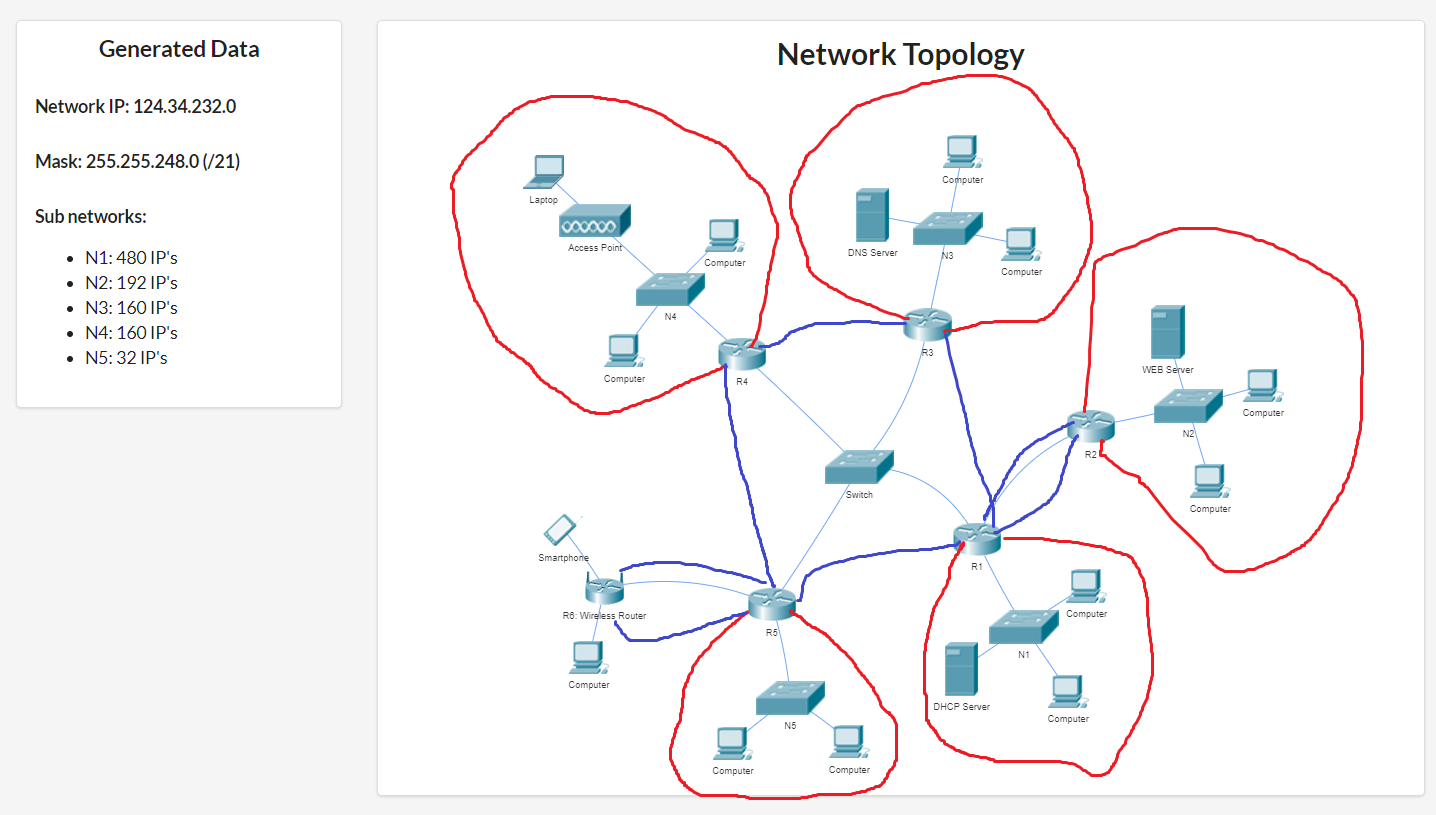 Generated Data
Network IP: 124.34.232.0
Mask: 255.255.248.0 (/21)
Sub networks:
N1: 480 IP's
N2: 192 IP's
N3: 160 IP's
N4: 160 IP's
N5: 32 IP's
Network Topology
Computer
Laptop
Access Point
Computer
DNS Server
N3
Computer
N4
R3
Computer
R4
WEB Server
Computer
N2
R2
Switch
Computer
Smartphone
R1
R6: Wireless Router
Computer
R5
N1
Computer
DHCP Server
Computer
N5
Computer
Computer